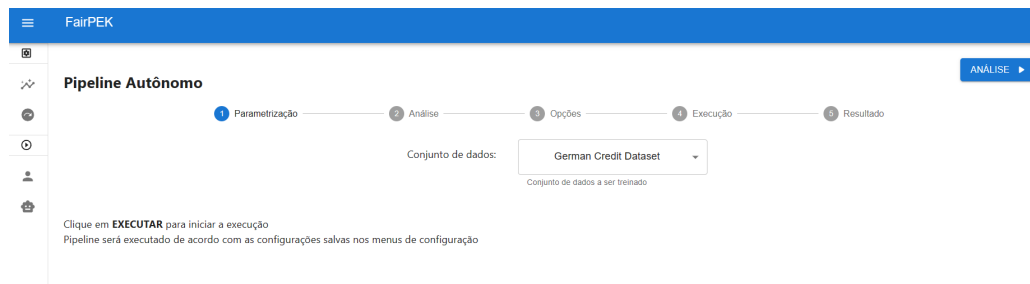 FairPEK
ANÁLISE
Pipeline Autônomo
1 Parametrização 2 Análise 3 Opções 4 Execução 5 Resultado
Conjunto de dados: German Credit Dataset
Conjunto de dados a ser treinado
Clique em EXECUTAR para iniciar a execução
Pipeline será executado de acordo com as configurações salvas nos menus de configuração